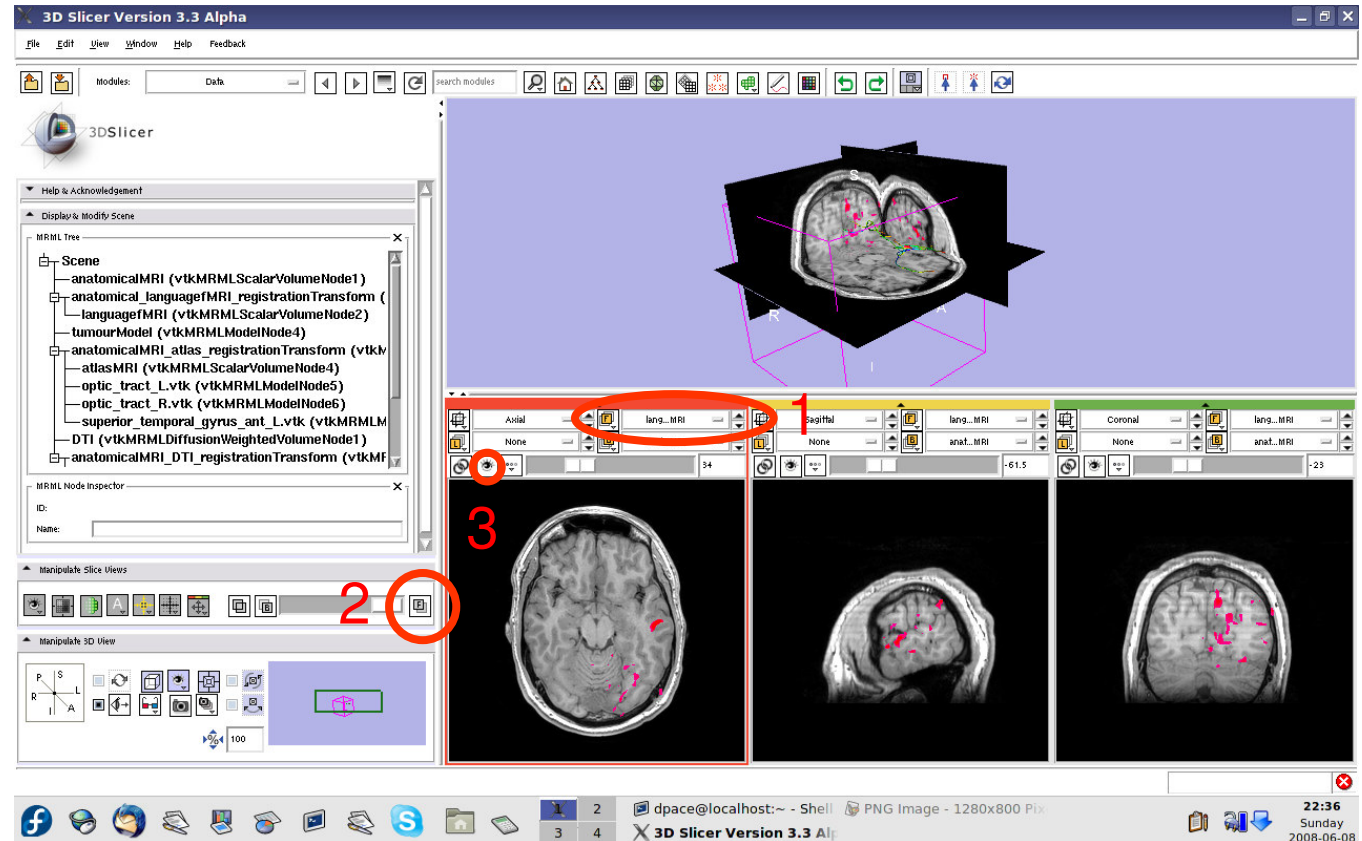 3D Slicer Version 3.3 Alpha
File Edit View Window Help Feedback
Modules: Data search modules
3DSlicer
Help & Acknowledgement
Display & Modify Scene
MRML Tree
Scene
anatomicalMRI (vtkMRMLScalarVolumeNode1)
anatomical_languagefMRI_registrationTransform (
languagefMRI (vtkMRMLScalarVolumeNode2)
tumourModel (vtkMRMLModelNode4)
anatomicalMRI_atlas_registrationTransform (vtkM
atlasMRI (vtkMRMLScalarVolumeNode4)
optic_tract_L.vtk (vtkMRMLModelNode5)
optic_tract_R.vtk (vtkMRMLModelNode6)
superior_temporal_gyrus_ant_L.vtk (vtkMRMLM
DTI (vtkMRMLDiffusionWeightedVolumeNode1)
anatomicalMRI_DTI_registrationTransform (vtkMF
MRML Node Inspector
ID:
Name:
Manipulate Slice Views
2
Manipulate 3D View
P S
R L
I A
100
S
R A
I
1
Axial F lang...MRI Sagittal F lang...MRI Coronal F lang...MRI
L None B L None B anat...MRI L None B anat...MRI
34 -61.5 -23
3
1 2
3 4
dpace@localhost:~ - Shell PNG Image - 1280x800 Pix
3D Slicer Version 3.3 Alp
22:36
Sunday
2008-06-08